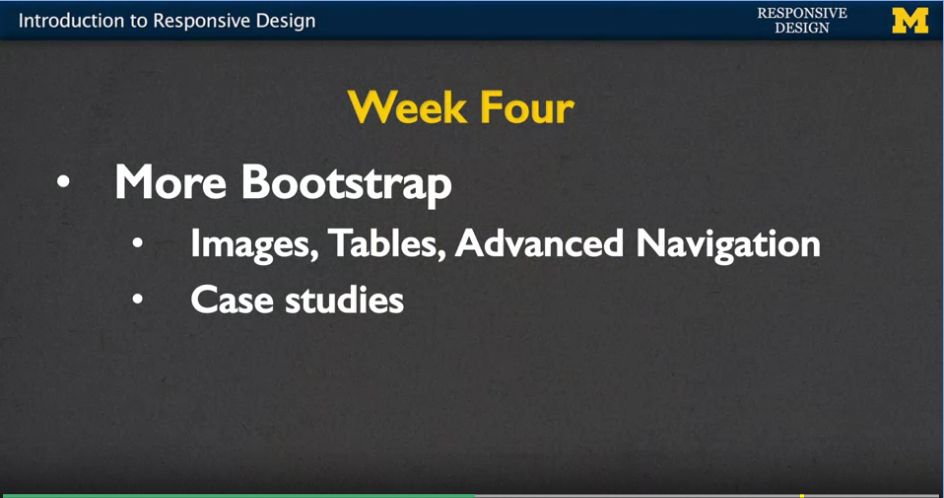 Introduction to Responsive Design
RESPONSIVE
DESIGN
M
Week Four
• More Bootstrap
• Images, Tables, Advanced Navigation
• Case studies